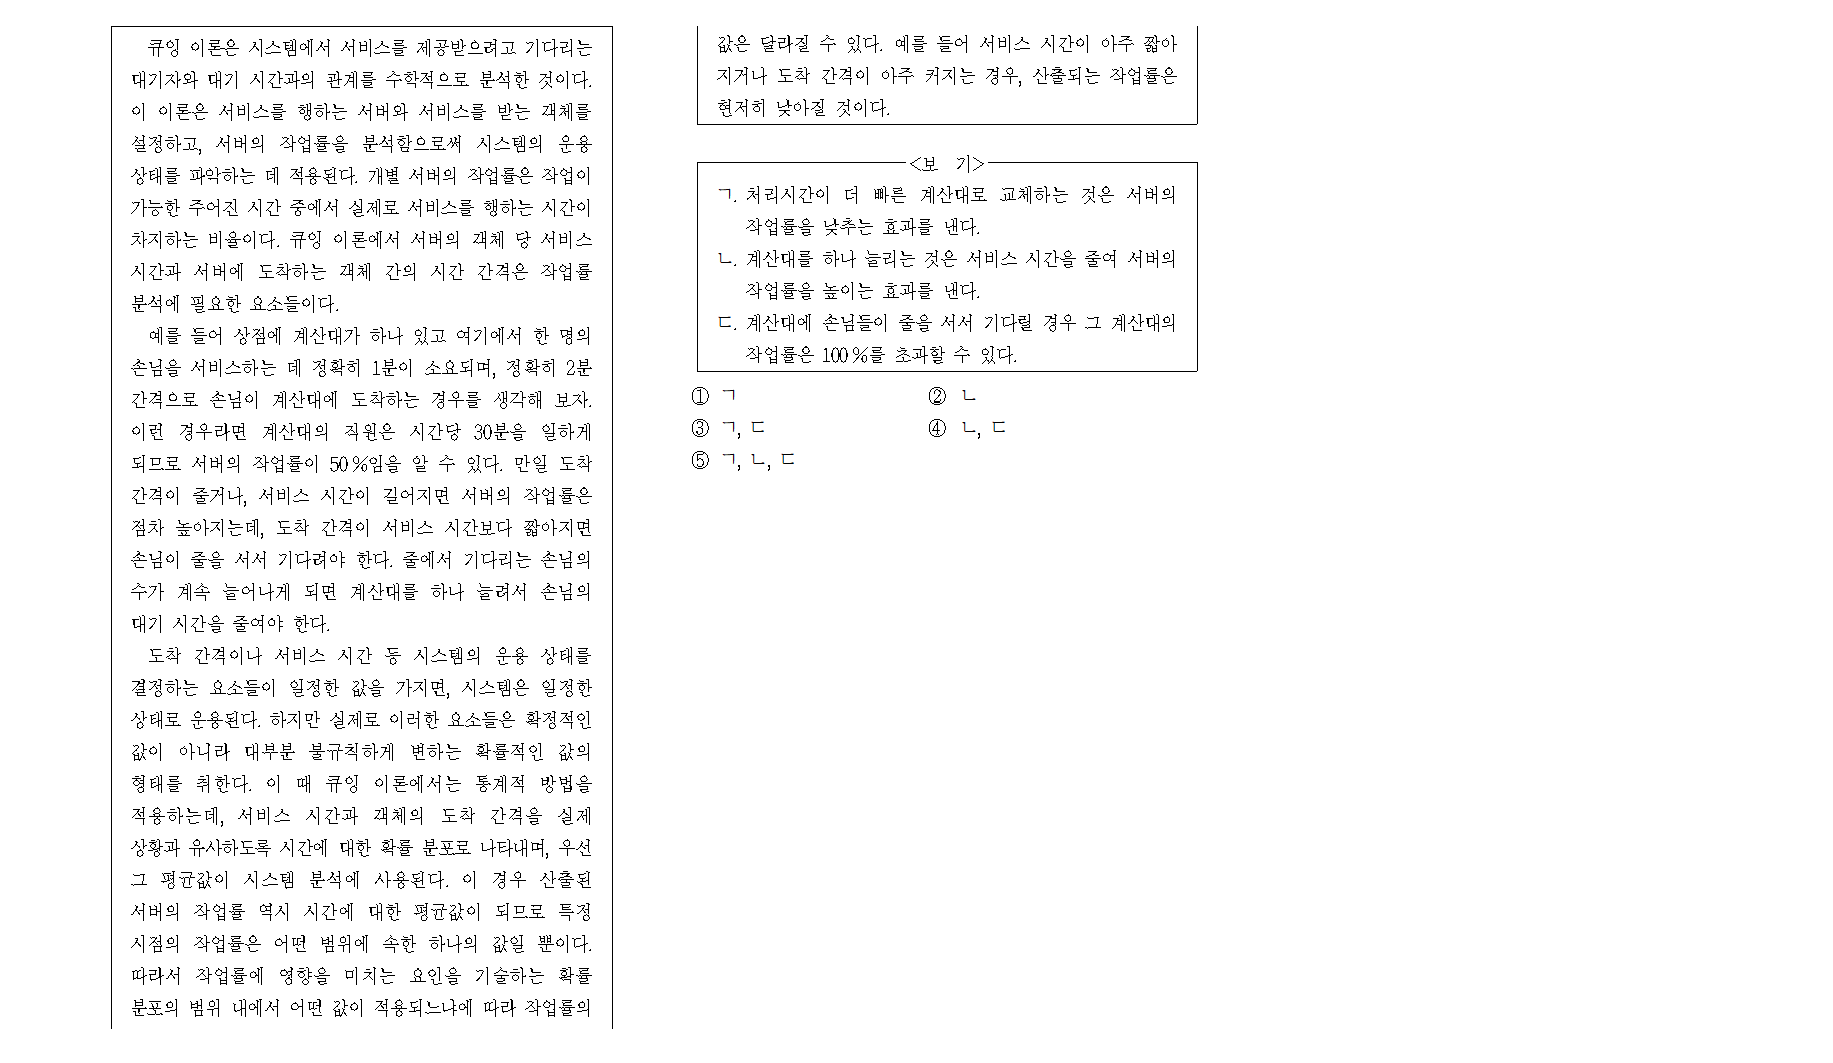 큐잉 이론은 시스템에서 서비스를 제공받으려고 기다리는
대기자와 대기 시간과의 관계를 수학적으로 분석한 것이다.
이 이론은 서비스를 행하는 서버와 서비스를 받는 객체를
설정하고, 서버의 작업률을 분석함으로써 시스템의 운용
상태를 파악하는 데 적용된다. 개별 서버의 작업률은 작업이
가능한 주어진 시간 중에서 실제로 서비스를 행하는 시간이
차지하는 비율이다. 큐잉 이론에서 서버의 객체 당 서비스
시간과 서버에 도착하는 객체 간의 시간 간격은 작업률
분석에 필요한 요소들이다.
예를 들어 상점에 계산대가 하나 있고 여기에서 한 명의
손님을 서비스하는 데 정확히 1분이 소요되며, 정확히 2분
간격으로 손님이 계산대에 도착하는 경우를 생각해 보자.
이런 경우라면 계산대의 직원은 시간당 30분을 일하게
되므로 서버의 작업률이 50%임을 알 수 있다. 만일 도착
간격이 줄거나, 서비스 시간이 길어지면 서버의 작업률은
점차 높아지는데, 도착 간격이 서비스 시간보다 짧아지면
손님이 줄을 서서 기다려야 한다. 줄에서 기다리는 손님의
수가 계속 늘어나게 되면 계산대를 하나 늘려서 손님의
대기 시간을 줄여야 한다.
도착 간격이나 서비스 시간 등 시스템의 운용 상태를
결정하는 요소들이 일정한 값을 가지면, 시스템은 일정한
상태로 운용된다. 하지만 실제로 이러한 요소들은 확정적인
값이 아니라 대부분 불규칙하게 변하는 확률적인 값의
형태를 취한다. 이 때 큐잉 이론에서는 통계적 방법을
적용하는데, 서비스 시간과 객체의 도착 간격을 실제
상황과 유사하도록 시간에 대한 확률 분포로 나타내며, 우선
그 평균값이 시스템 분석에 사용된다. 이 경우 산출된
서버의 작업률 역시 시간에 대한 평균값이 되므로 특정
시점의 작업률은 어떤 범위에 속한 하나의 값일 뿐이다.
따라서 작업률에 영향을 미치는 요인을 기술하는 확률
분포의 범위 내에서 어떤 값이 적용되느냐에 따라 작업률의
값은 달라질 수 있다. 예를 들어 서비스 시간이 아주 짧아
지거나 도착 간격이 아주 커지는 경우, 산출되는 작업률은
현저히 낮아질 것이다.
<보 기>
ㄱ. 처리시간이 더 빠른 계산대로 교체하는 것은 서버의
작업률을 낮추는 효과를 낸다.
ㄴ. 계산대를 하나 늘리는 것은 서비스 시간을 줄여 서버의
작업률을 높이는 효과를 낸다.
ㄷ. 계산대에 손님들이 줄을 서서 기다릴 경우 그 계산대의
작업률은 100%를 초과할 수 있다.
① ㄱ ② ㄴ
③ ㄱ, ㄷ ④ ㄴ, ㄷ
⑤ ㄱ, ㄴ, ㄷ